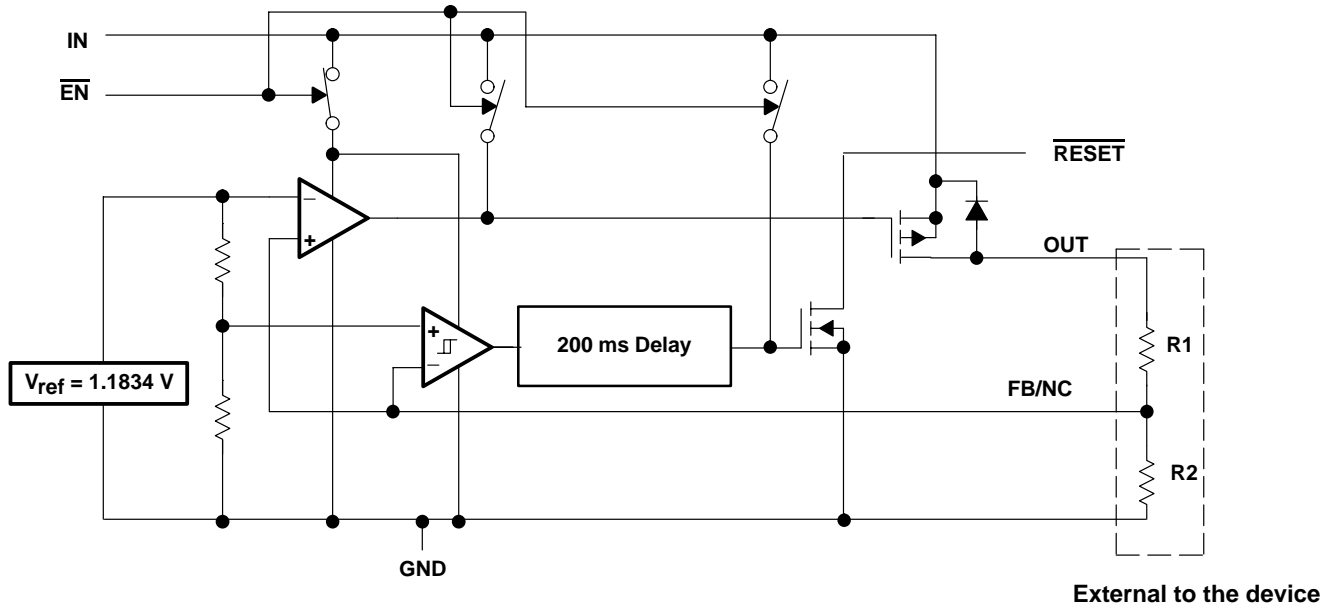 IN
EN
RESET
−
+
OUT
+
−
200 ms Delay
R1
Vref = 1.1834 V
FB/NC
R2
GND
External to the device